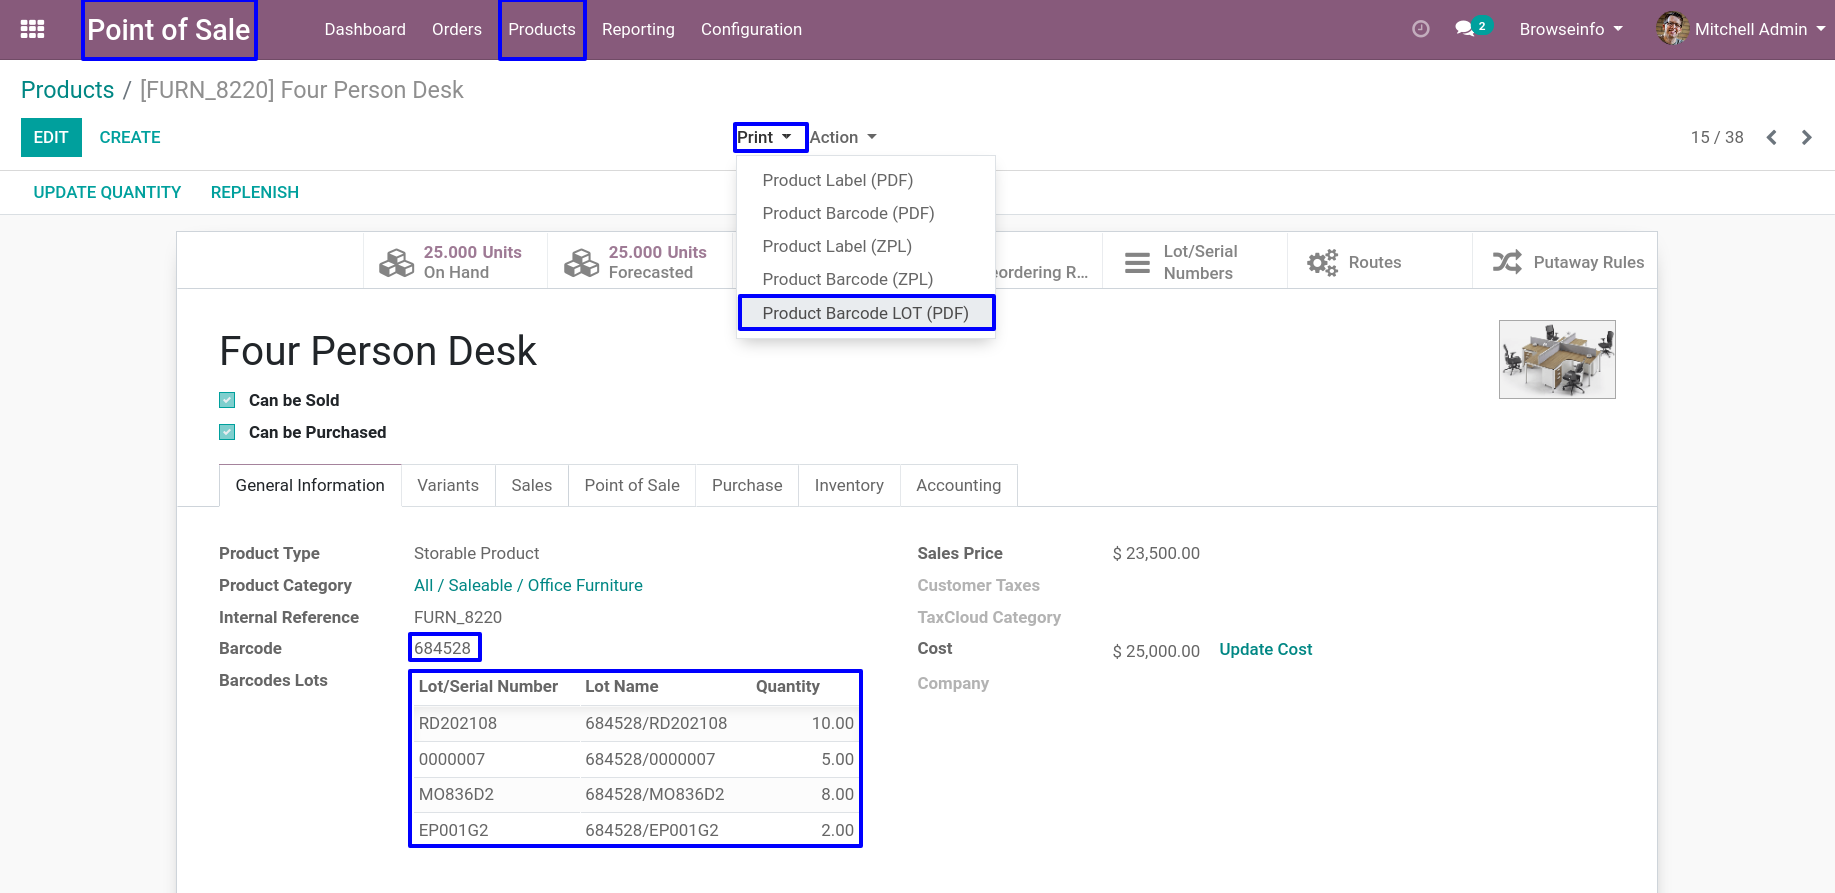 Point of Sale Dashboard Orders Products Reporting Configuration 2 Browseinfo Mitchell Admin
Products / [FURN_8220] Four Person Desk
EDIT CREATE Print Action 15 / 38
UPDATE QUANTITY REPLENISH
Product Label (PDF)
Product Barcode (PDF)
Product Label (ZPL)
Product Barcode (ZPL)
Product Barcode LOT (PDF)
25.000 Units
On Hand
25.000 Units
Forecasted
eordering R...
Lot/Serial
Numbers
Routes
Putaway Rules
Four Person Desk
Can be Sold
Can be Purchased
General Information Variants Sales Point of Sale Purchase Inventory Accounting
Product Type Storable Product
Product Category All / Saleable / Office Furniture
Internal Reference FURN_8220
Barcode 684528
Barcodes Lots
Lot/Serial Number Lot Name Quantity
RD202108 684528/RD202108 10.00
0000007 684528/0000007 5.00
MO836D2 684528/MO836D2 8.00
EP001G2 684528/EP001G2 2.00
Sales Price $ 23,500.00
Customer Taxes
TaxCloud Category
Cost $ 25,000.00 Update Cost
Company